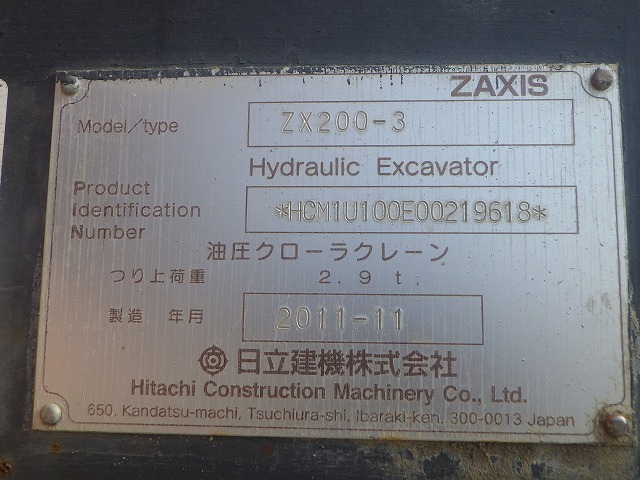 ZAXIS
Model/type ZX200-3
Hydraulic Excavator
Product
Identification *HCM1U100E00219618*
Number
油圧クローラクレーン
つり上荷重 2.9t
製造 年月 2011-11
日立建機株式会社
Hitachi Construction Machinery Co., Ltd.
650, Kandatsu-machi, Tsuchiura-shi, Ibaraki-ken, 300-0013 Japan